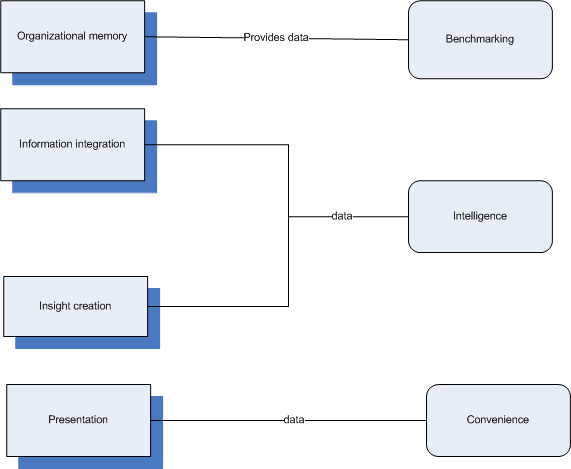 Organizational memory
Provides data
Benchmarking
Information integration
data
Intelligence
Insight creation
Presentation
data
Convenience